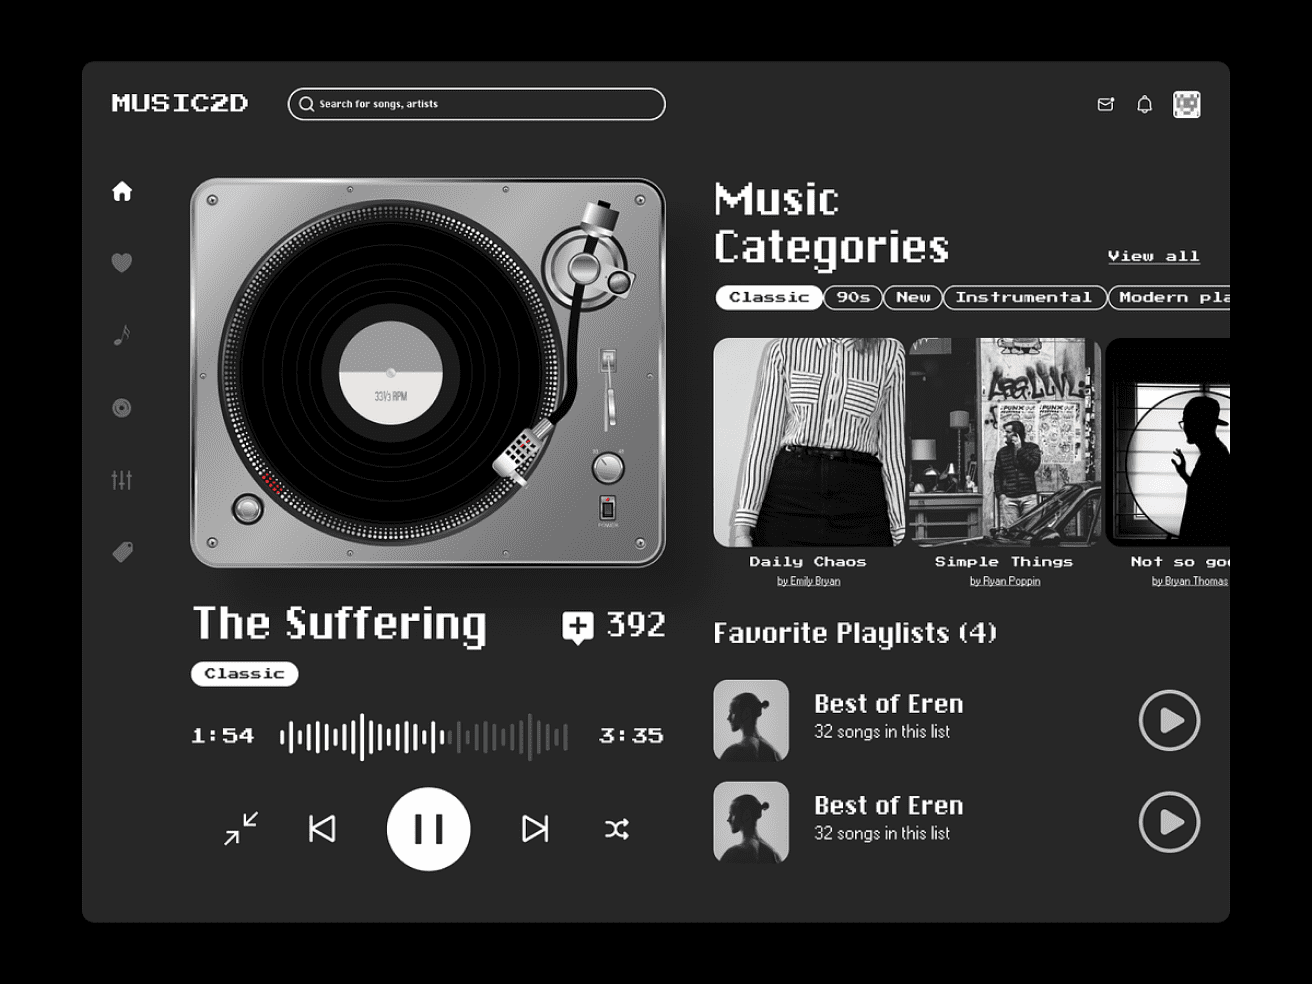 MUSIC2D
Search for songs, artists
33⅓ RPM
POWER
The Suffering
392
Classic
1:54
3:35
Music
Categories
View all
Classic
90s
New
Instrumental
Modern pla
Daily Chaos
by Emily Bryan
Simple Things
by Ryan Poppin
Not so go
by Bryan Thomas
Favorite Playlists (4)
Best of Eren
32 songs in this list
Best of Eren
32 songs in this list